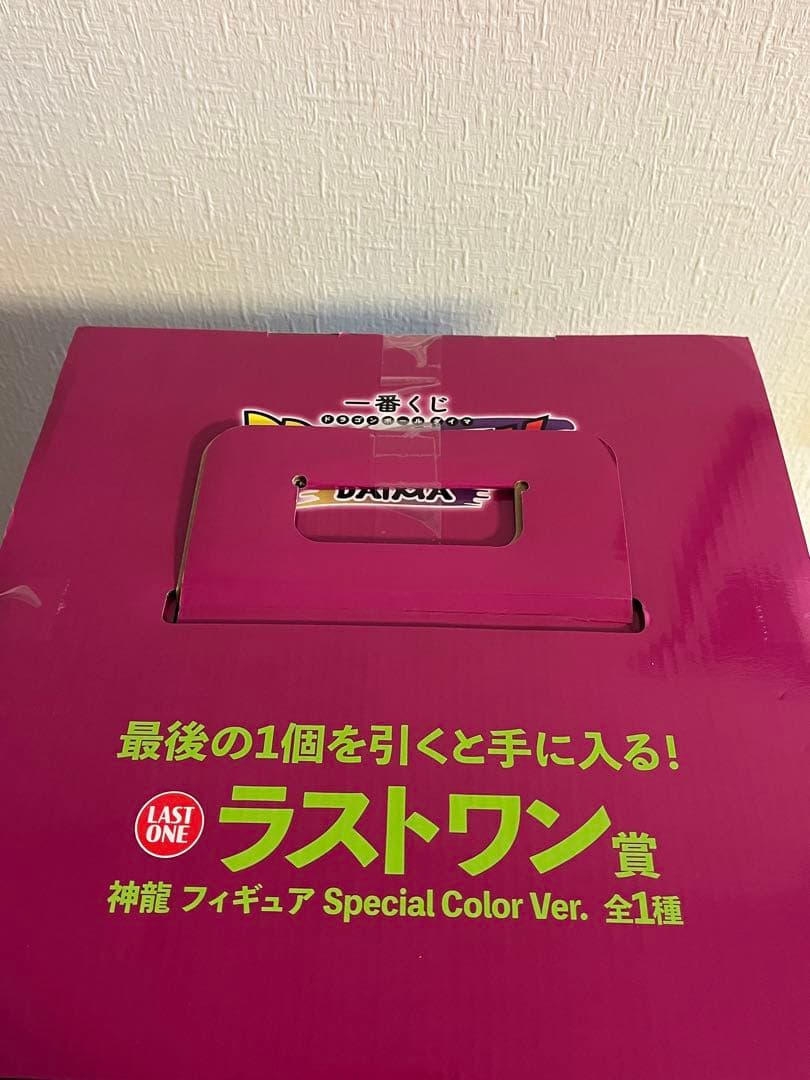 一番くじ
ドラゴンボールダイマ
DAIMA
最後の1個を引くと手に入る!
LAST
ONE
ラストワン賞
神龍 フィギュア Special Color Ver. 全1種